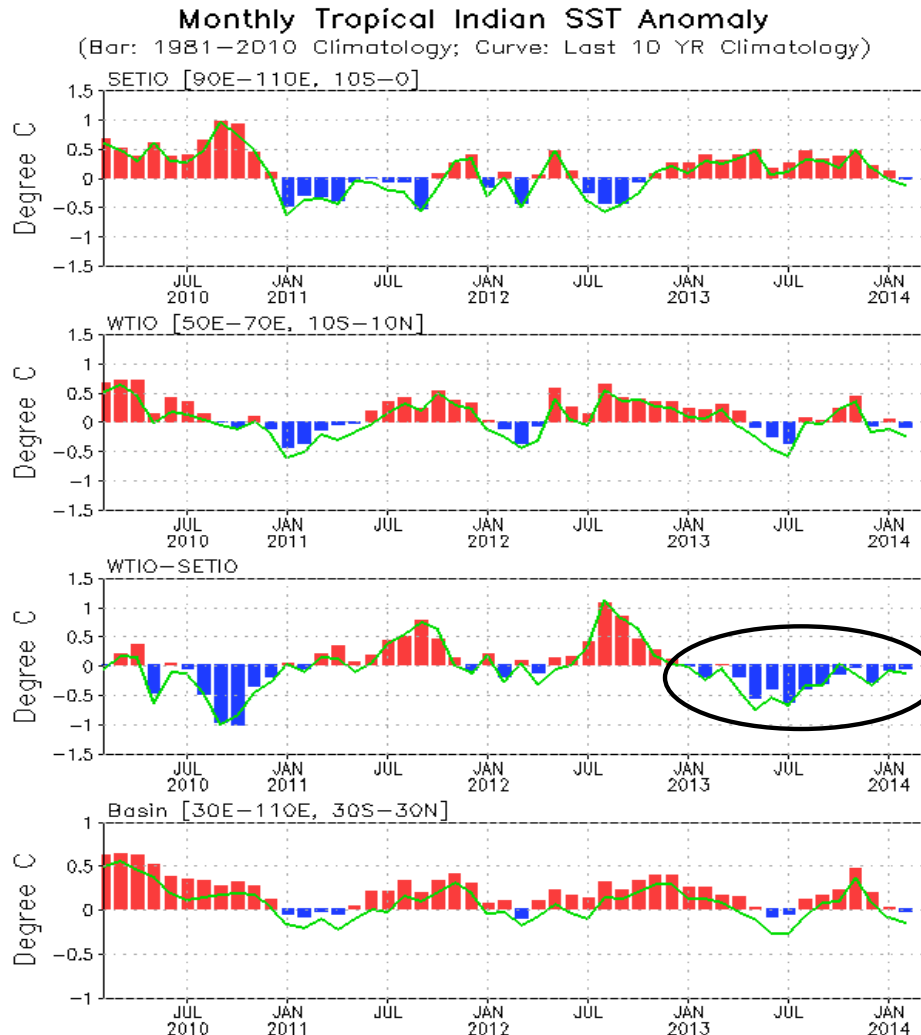 Monthly Tropical Indian SST Anomaly
(Bar: 1981−2010 Climatology; Curve: Last 10 YR Climatology)
SETIO [90E−110E, 10S−0]
Degree C
1.5
1
0.5
0
−0.5
−1
−1.5
JUL JAN JUL JAN JUL JAN JUL JAN
2010 2011 2012 2013 2014
WTIO [50E−70E, 10S−10N]
Degree C
1.5
1
0.5
0
−0.5
−1
−1.5
JUL JAN JUL JAN JUL JAN JUL JAN
2010 2011 2012 2013 2014
WTIO−SETIO
Degree C
1.5
1
0.5
0
−0.5
−1
−1.5
JUL JAN JUL JAN JUL JAN JUL JAN
2010 2011 2012 2013 2014
Basin [30E−110E, 30S−30N]
Degree C
1
0.5
0
−0.5
−1
JUL JAN JUL JAN JUL JAN JUL JAN
2010 2011 2012 2013 2014